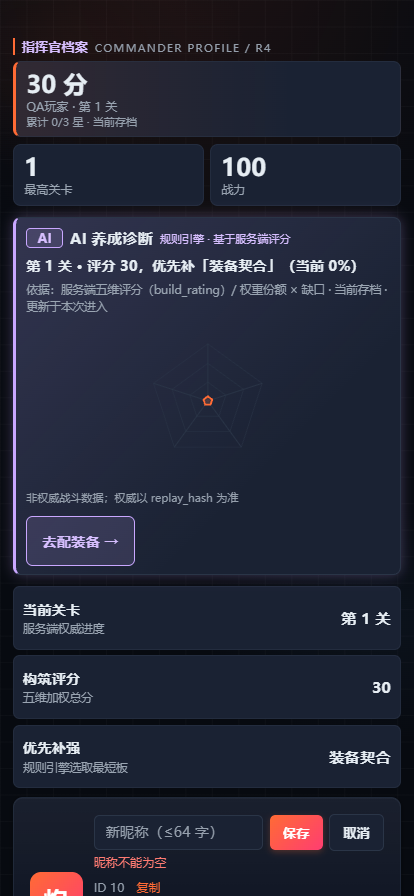 指挥官档案 COMMANDER PROFILE / R4
30 分
QA玩家 · 第 1 关
累计 0/3 星 · 当前存档
1
最高关卡
100
战力
AI AI 养成诊断 规则引擎 · 基于服务端评分
第 1 关 • 评分 30，优先补「装备契合」（当前 0%）
依据：服务端五维评分（build_rating）/ 权重份额 × 缺口 · 当前存档 ·
更新于本次进入
非权威战斗数据；权威以 replay_hash 为准
去配装备 →
当前关卡
服务端权威进度
第 1 关
构筑评分
五维加权总分
30
优先补强
规则引擎选取最短板
装备契合
新昵称（≤64 字）
保存
取消
昵称不能为空
ID 10 复制